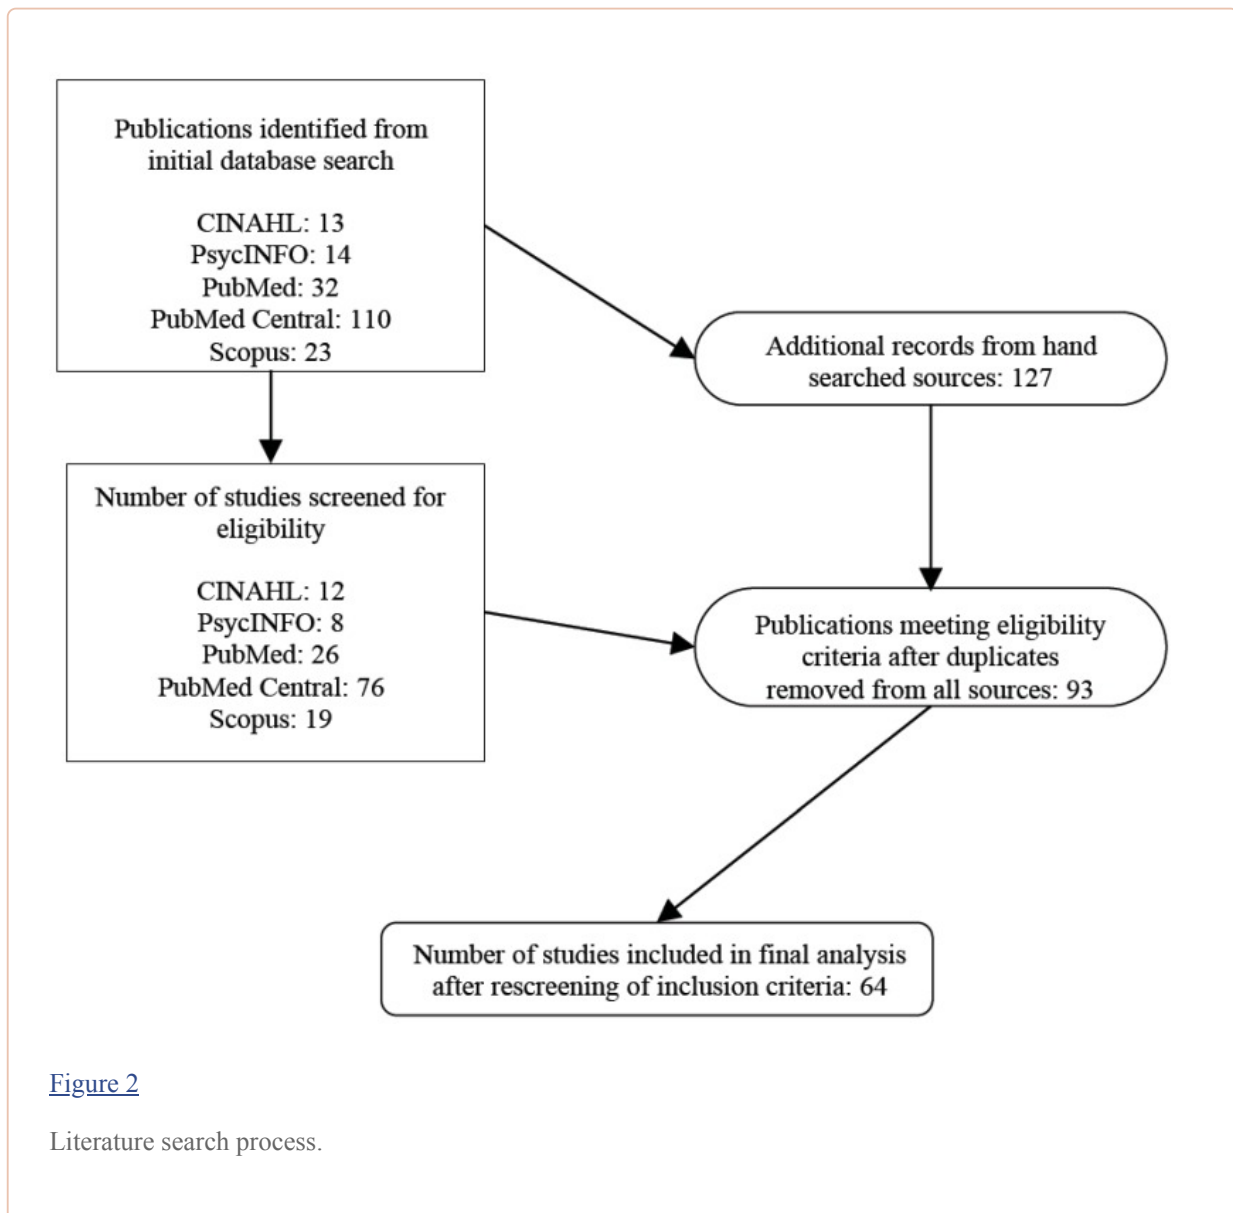 Publications identified from
initial database search
CINAHL: 13
PsycINFO: 14
PubMed: 32
PubMed Central: 110
Scopus: 23
Additional records from hand
searched sources: 127
Number of studies screened for
eligibility
CINAHL: 12
PsycINFO: 8
PubMed: 26
PubMed Central: 76
Scopus: 19
Publications meeting eligibility
criteria after duplicates
removed from all sources: 93
Number of studies included in final analysis
after rescreening of inclusion criteria: 64
Figure 2
Literature search process.